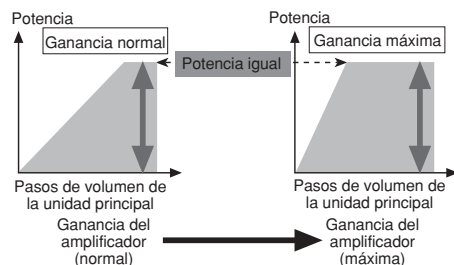 Potencia
Ganancia normal
Potencia igual
Pasos de volumen de
la unidad principal
Ganancia del
amplificador
(normal)
Potencia
Ganancia máxima
Pasos de volumen de
la unidad principal
Ganancia del
amplificador
(máxima)